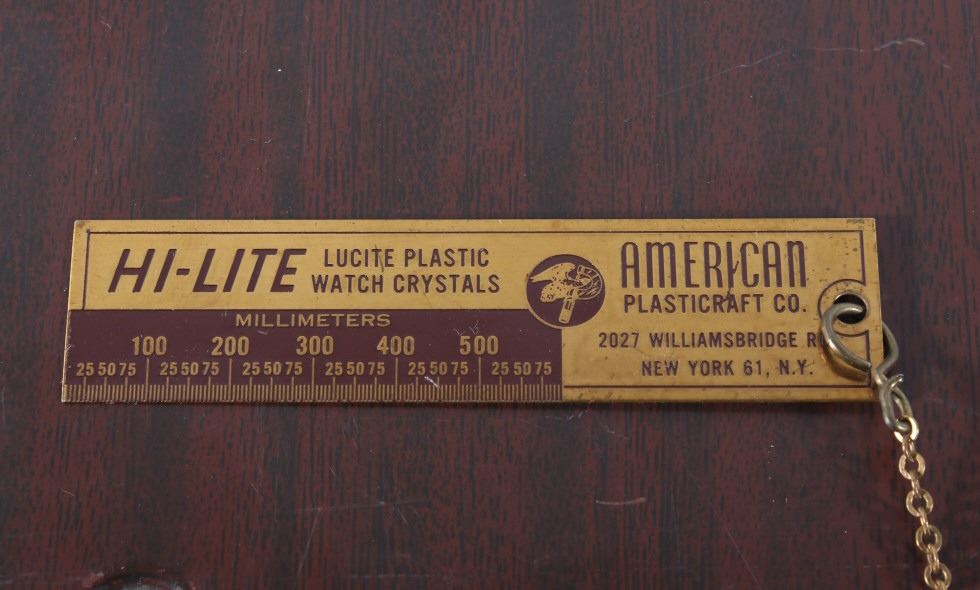 HI-LITE LUCITE PLASTIC
WATCH CRYSTALS
MILLIMETERS
100 200 300 400 500
25 50 75 25 50 75 25 50 75 25 50 75 25 50 75 25 50 75
AMERICAN
PLASTICRAFT CO.
2027 WILLIAMSBRIDGE
NEW YORK 61, N.Y.